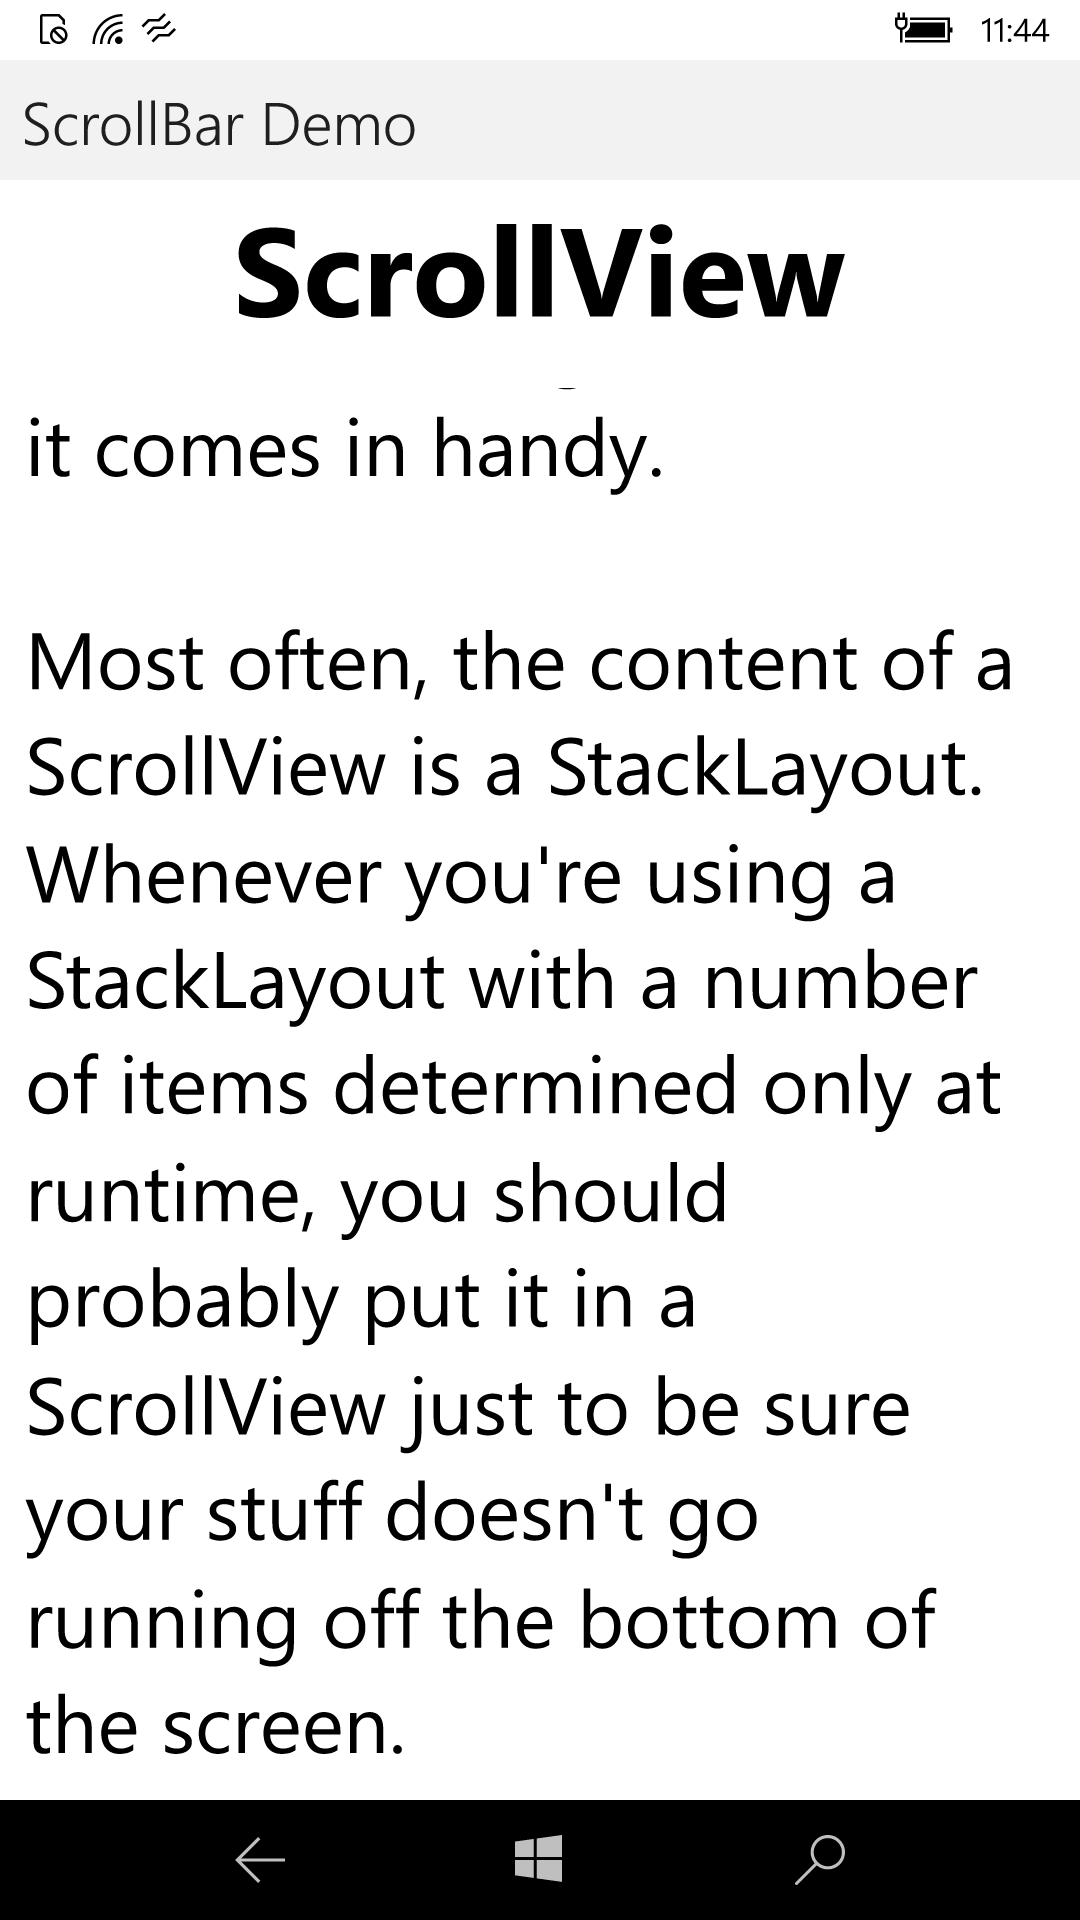 11:44
ScrollBar Demo
ScrollView
it comes in handy.
Most often, the content of a
ScrollView is a StackLayout.
Whenever you're using a
StackLayout with a number
of items determined only at
runtime, you should
probably put it in a
ScrollView just to be sure
your stuff doesn't go
running off the bottom of
the screen.